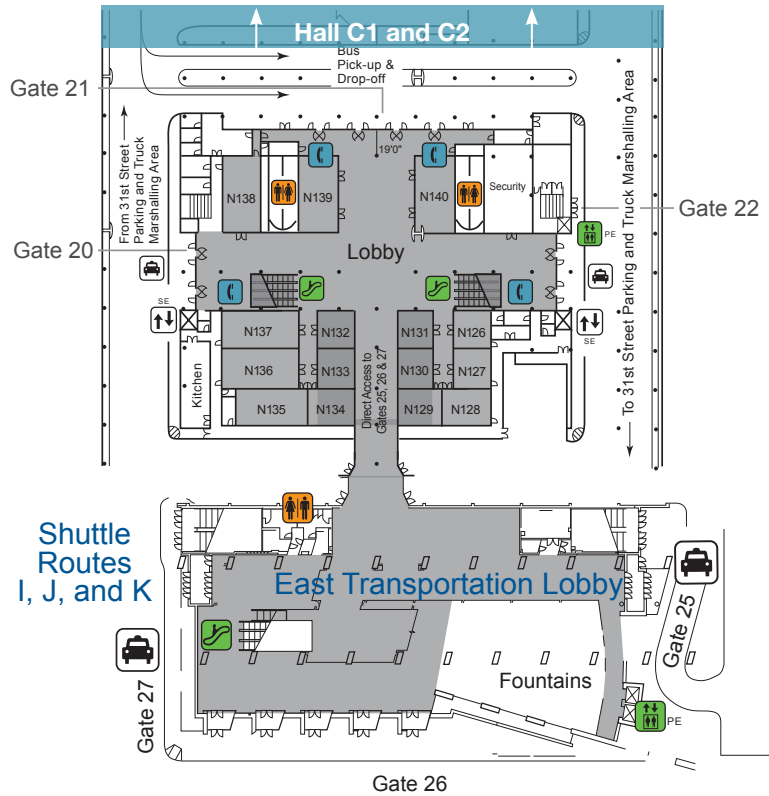 Hall C1 and C2
Bus
Pick-up &
Drop-off
Gate 21
From 31st Street
Parking and Truck
Marshalling Area
To 31st Street Parking and Truck Marshalling Area
19'0"
N138
N139
N140
Security
Gate 22
PE
Gate 20
Lobby
SE
SE
N137
N132
N131
N126
N136
N133
N130
N127
Kitchen
Direct Access to
Gates 25, 26 & 27
N135
N134
N129
N128
Shuttle
Routes
I, J, and K
East Transportation Lobby
Gate 25
Gate 27
Fountains
PE
Gate 26